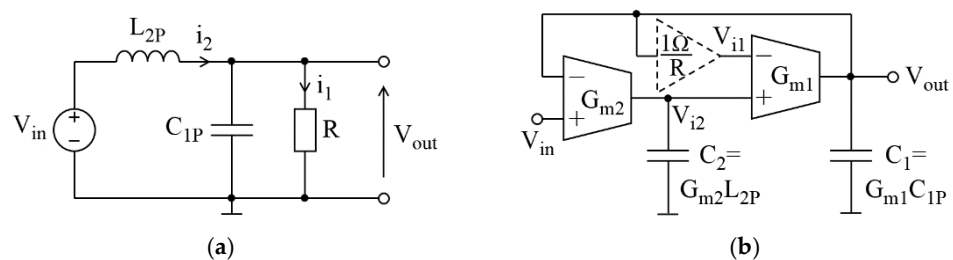 L2P
i2
Vin
+
−
C1P
i1
R
Vout
(a)
1Ω
R
Vi1
−
Gm2
+
Vin
Vi2
−
Gm1
+
Vout
C2=
Gm2L2P
C1=
Gm1C1P
(b)